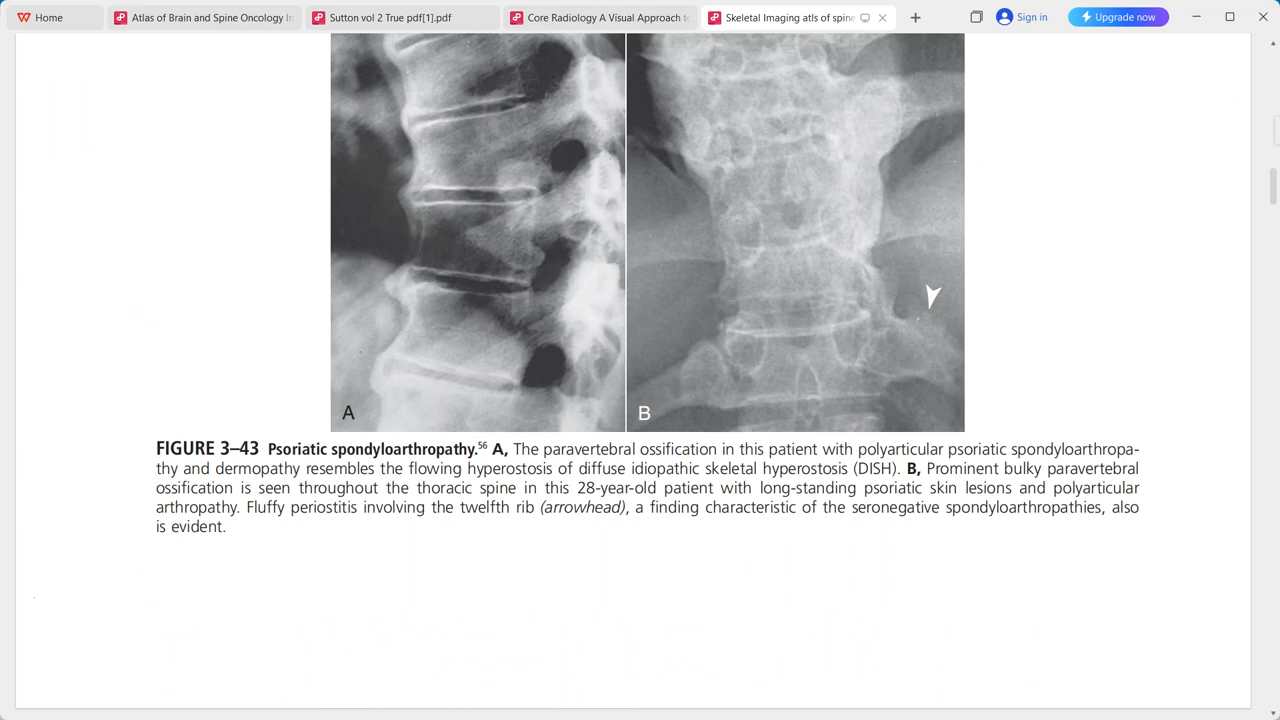 Home
Atlas of Brain and Spine Oncology I
Sutton vol 2 True pdf[1].pdf
Core Radiology A Visual Approach to
Skeletal Imaging atls of spine
Sign in
Upgrade now
A
B
FIGURE 3–43 Psoriatic spondyloarthropathy.56 A, The paravertebral ossification in this patient with polyarticular psoriatic spondyloarthropa-
thy and dermopathy resembles the flowing hyperostosis of diffuse idiopathic skeletal hyperostosis (DISH). B, Prominent bulky paravertebral
ossification is seen throughout the thoracic spine in this 28-year-old patient with long-standing psoriatic skin lesions and polyarticular
arthropathy. Fluffy periostitis involving the twelfth rib (arrowhead), a finding characteristic of the seronegative spondyloarthropathies, also
is evident.